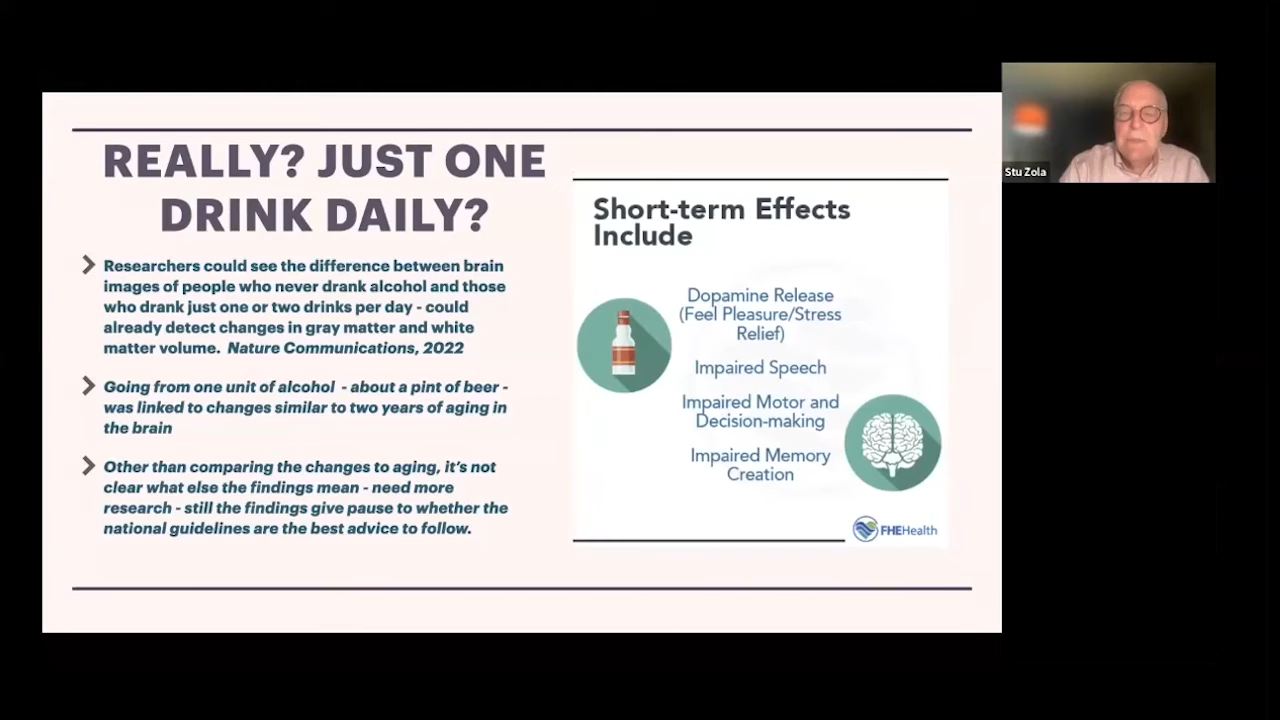 REALLY? JUST ONE
DRINK DAILY?
Researchers could see the difference between brain
images of people who never drank alcohol and those
who drank just one or two drinks per day - could
already detect changes in gray matter and white
matter volume. Nature Communications, 2022
Going from one unit of alcohol - about a pint of beer -
was linked to changes similar to two years of aging in
the brain
Other than comparing the changes to aging, it's not
clear what else the findings mean - need more
research - still the findings give pause to whether the
national guidelines are the best advice to follow.
Short-term Effects
Include
Dopamine Release
(Feel Pleasure/Stress
Relief)
Impaired Speech
Impaired Motor and
Decision-making
Impaired Memory
Creation
FHEHealth
Stu Zola